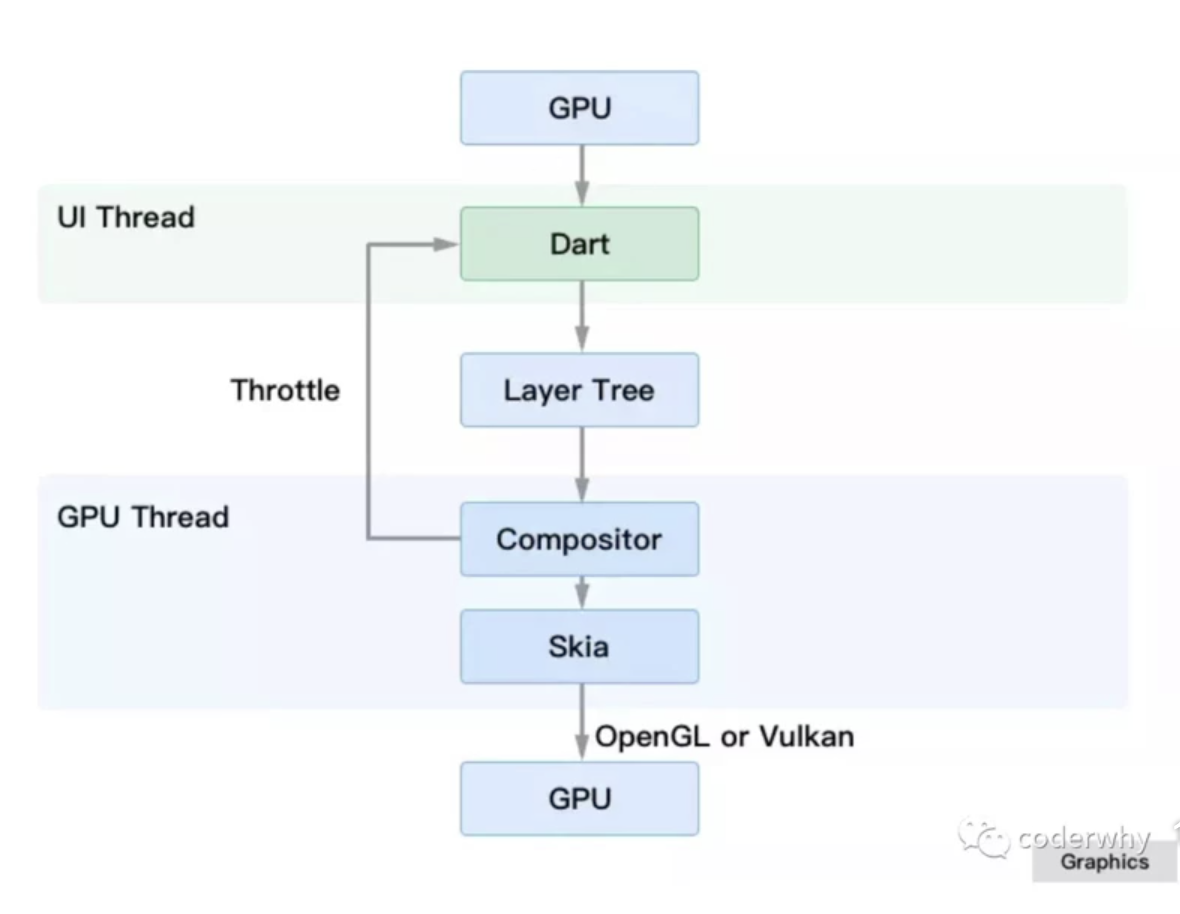 GPU
UI Thread
Dart
Throttle
Layer Tree
GPU Thread
Compositor
Skia
OpenGL or Vulkan
GPU
coderwhy
Graphics